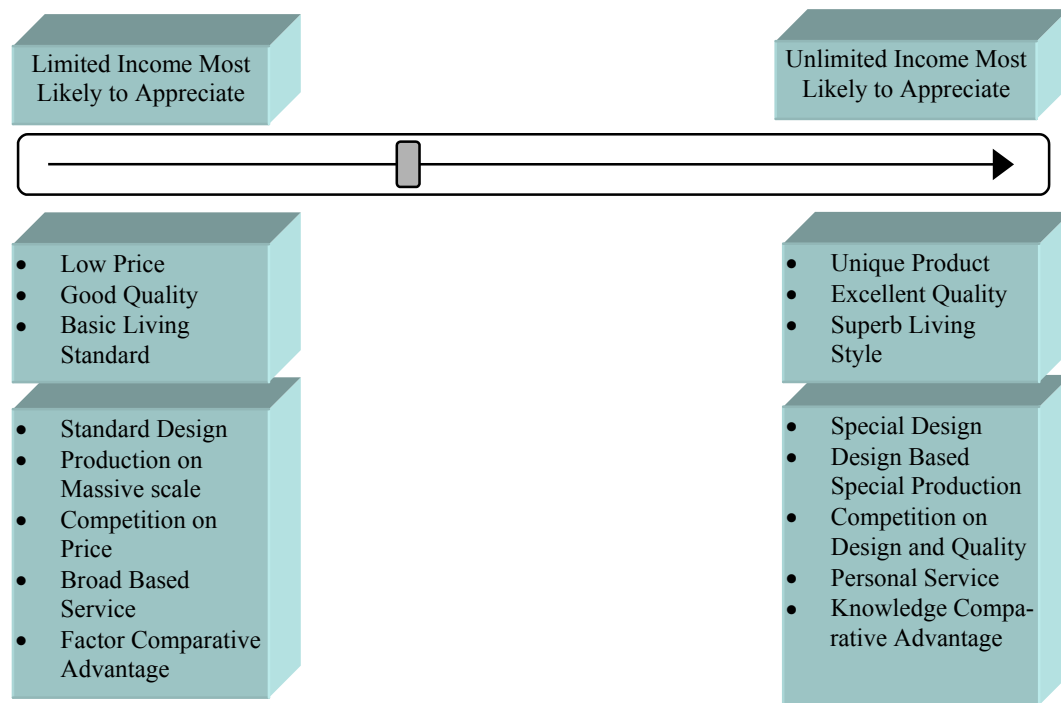 Limited Income Most
Likely to Appreciate
Unlimited Income Most
Likely to Appreciate
• Low Price
• Good Quality
• Basic Living
Standard
• Unique Product
• Excellent Quality
• Superb Living
Style
• Standard Design
• Production on
Massive scale
• Competition on
Price
• Broad Based
Service
• Factor Comparative
Advantage
• Special Design
• Design Based
Special Production
• Competition on
Design and Quality
• Personal Service
• Knowledge Compa-
rative Advantage